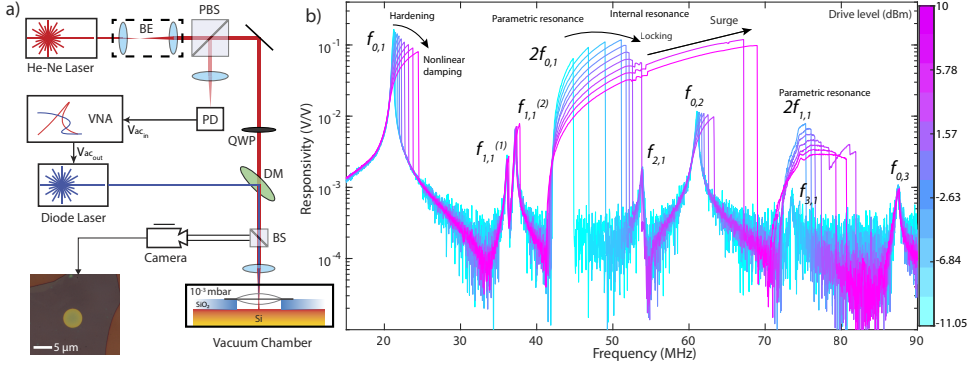 a)
BE
PBS
He-Ne Laser
VNA
Vac_in
PD
Vac_out
QWP
DM
Diode Laser
BS
Camera
10⁻³ mbar
SiO₂
Si
5 μm
Vacuum Chamber
b)
Responsivity (V/V)
10⁻¹
10⁻²
10⁻³
10⁻⁴
Hardening
Parametric resonance
Internal resonance
Surge
Locking
Nonlinear
damping
f0,1
2f0,1
f1,1(1)
f1,1(2)
f2,1
f0,2
Parametric resonance
2f1,1
f3,1
f0,3
20
30
40
50
60
70
80
90
Frequency (MHz)
Drive level (dBm)
10
5.78
1.57
-2.63
-6.84
-11.05